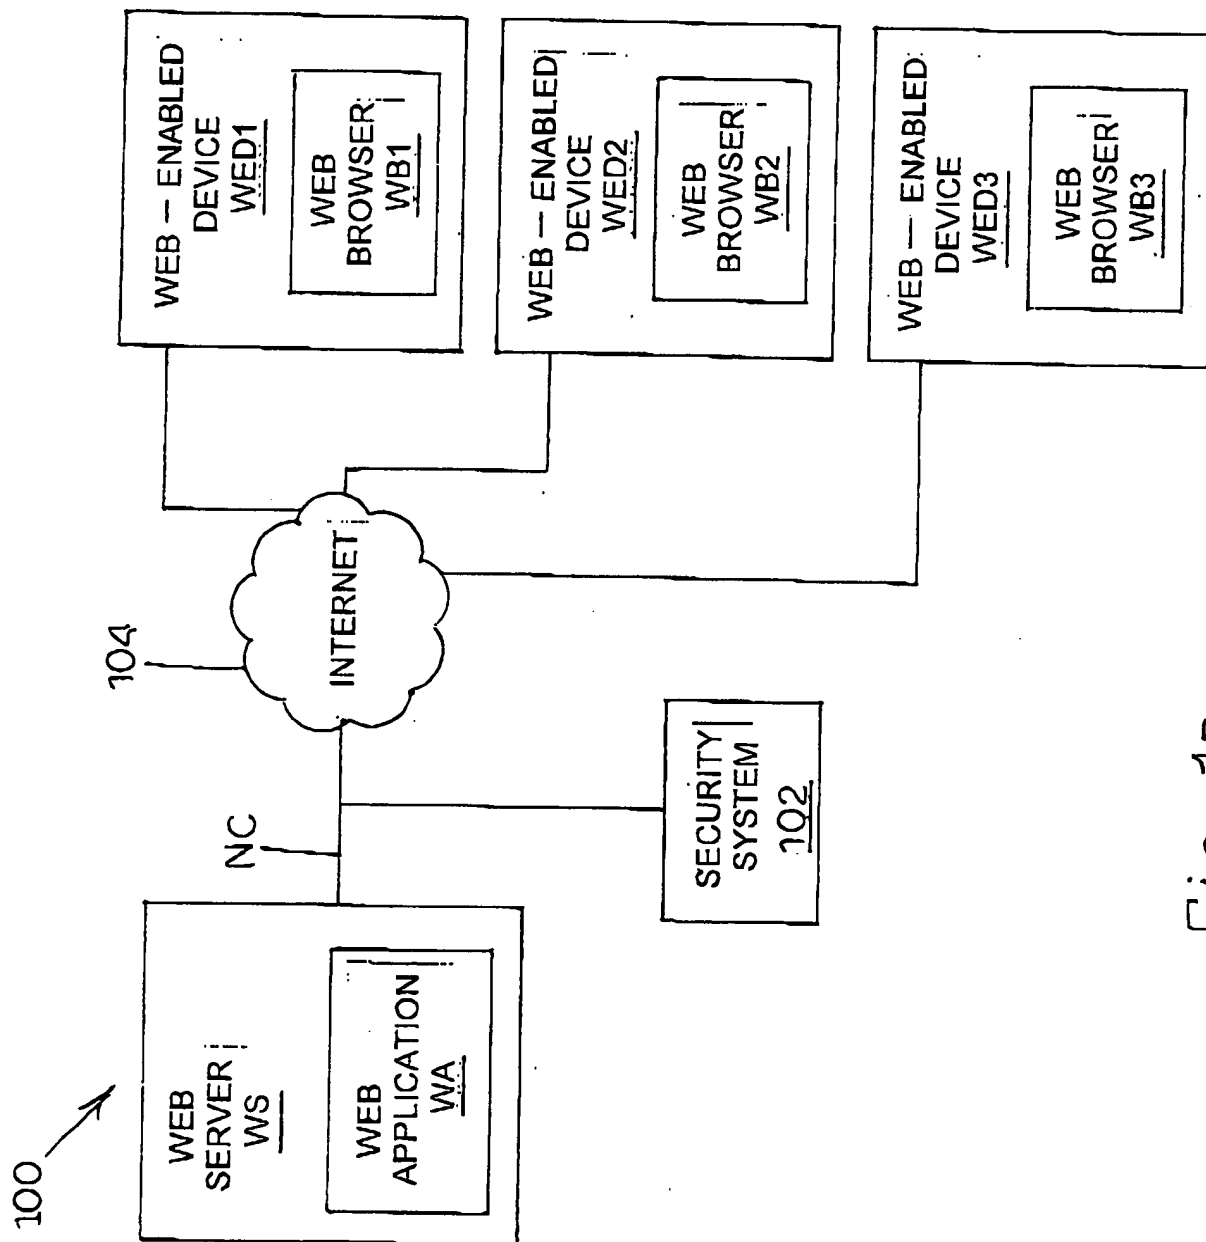 100
WEB
SERVER
WS
WEB
APPLICATION
WA
NC
SECURITY
SYSTEM
102
104
INTERNET
WEB — ENABLED
DEVICE
WED1
WEB
BROWSER
WB1
WEB — ENABLED
DEVICE
WED2
WEB
BROWSER
WB2
WEB — ENABLED
DEVICE
WED3
WEB
BROWSER
WB3